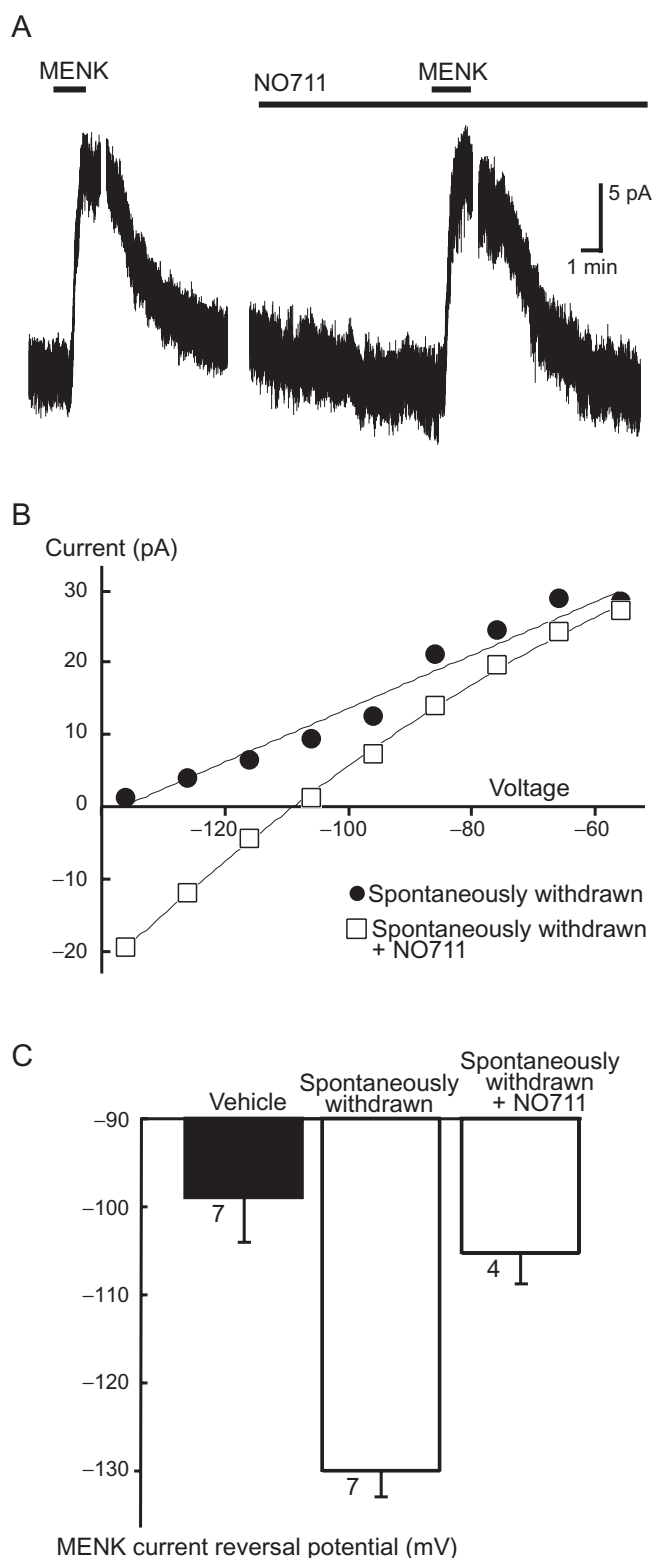 A
MENK
NO711
MENK
5 pA
1 min
B
Current (pA)
30
20
10
0
–10
–20
Voltage
–120
–100
–80
–60
Spontaneously withdrawn
Spontaneously withdrawn
+ NO711
C
Vehicle
Spontaneously
withdrawn
Spontaneously
withdrawn
+ NO711
–90
–100
–110
–120
–130
7
7
4
MENK current reversal potential (mV)